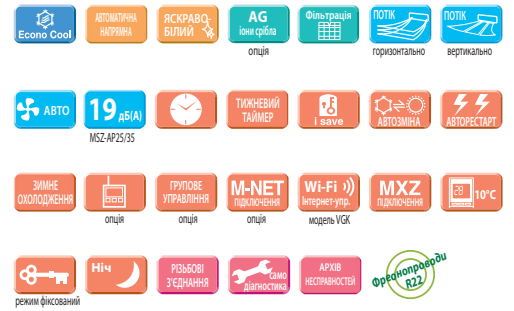 Econo Cool
АВТОМАТИЧНА
НАПРЯМНА
ЯСКРАВО-
БІЛИЙ
AG
іони срібла
опція
Фільтрація
ПОТІК
горизонтально
ПОТІК
вертикально
АВТО
19 дБ(А)
MSZ-AP25/35
ТИЖНЕВИЙ
ТАЙМЕР
i save
АВТОЗМІНА
АВТОРЕСТАРТ
ЗИМНЕ
ОХОЛОДЖЕННЯ
опція
ГРУПОВЕ
УПРАВЛІННЯ
опція
M-NET
ПІДКЛЮЧЕННЯ
опція
Wi-Fi
Інтернет-упр.
модель VGK
MXZ
ПІДКЛЮЧЕННЯ
10°C
режим фіксований
Ніч
РІЗЬБОВІ
З'ЄДНАННЯ
само
діагностика
АРХІВ
НЕСПРАВНОСТЕЙ
Фреонопроводи
R22